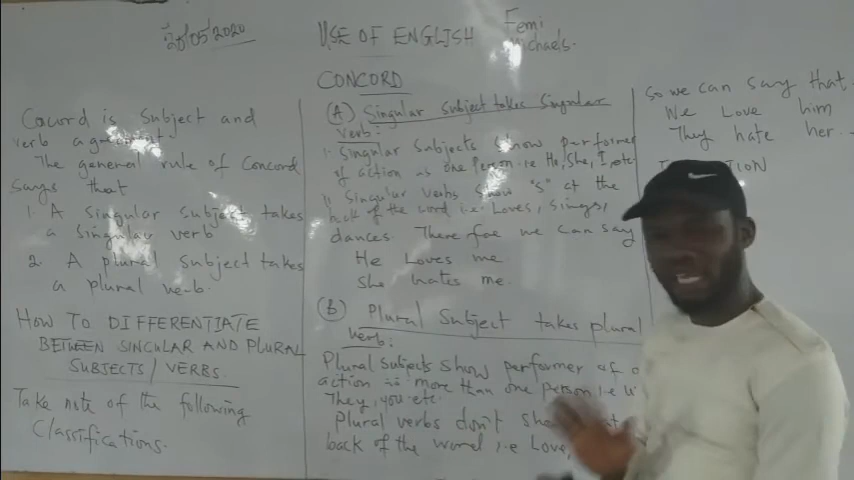 20/05/2020
USE OF ENGLISH
Femi
Michaels.
Cocord is subject and
verb agreement.
The general rule of Concord
says that
1. A singular subject takes
a singular verb
2. A plural subject takes
a plural verb.
HOW TO DIFFERENTIATE
BETWEEN SINGULAR AND PLURAL
SUBJECTS/VERBS.
Take note of the following
Classifications.
CONCORD
(A) Singular subject takes singular
verb:
i. Singular subjects show performer
of action as one person i.e He, She, I, etc
ii Singular verbs show "s" at the
back of the word i.e. Loves, sings,
dances. There foe we can say
He Loves me
She hates me.
(B) Plural Subject takes plural
verb:
Plural subjects show performer of
action is more than one person i.e
They, you etc.
Plural verbs don't
back of the word i.e Love,
So we can say that
We Love him
They hate her.